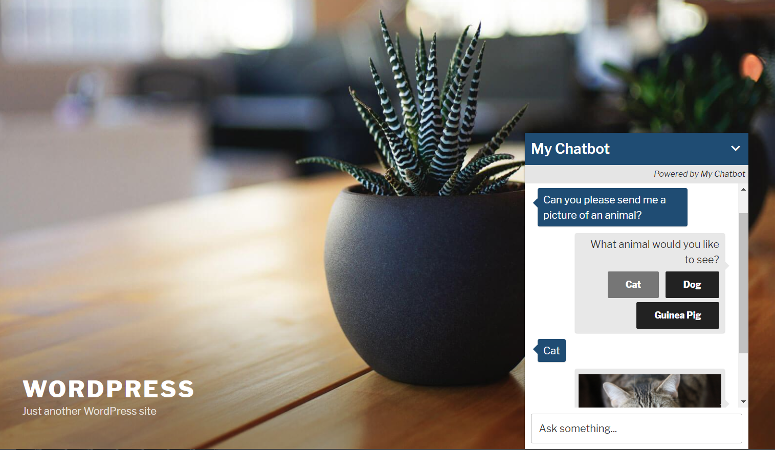 My Chatbot
Powered by My Chatbot
Can you please send me a
picture of an animal?
What animal would you like
to see?
Cat
Dog
Guinea Pig
Cat
Ask something...
WORDPRESS
Just another WordPress site